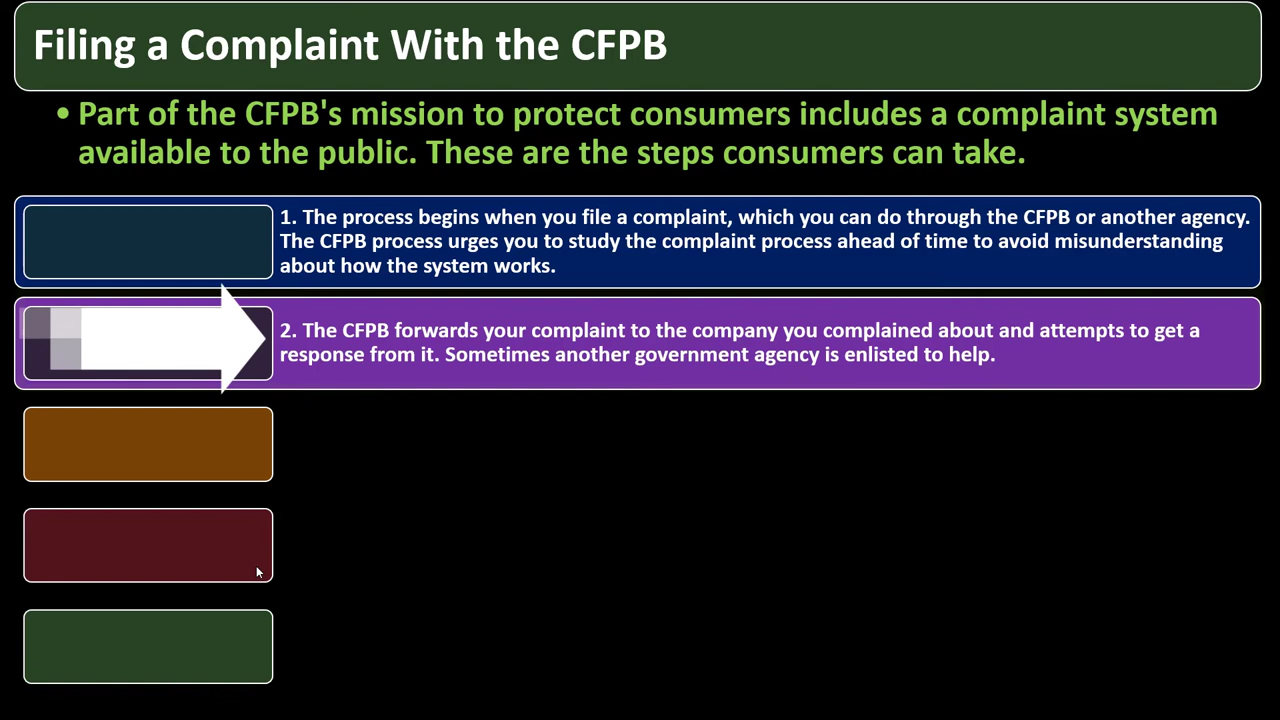 Filing a Complaint With the CFPB
• Part of the CFPB's mission to protect consumers includes a complaint system
available to the public. These are the steps consumers can take.
1. The process begins when you file a complaint, which you can do through the CFPB or another agency.
The CFPB process urges you to study the complaint process ahead of time to avoid misunderstanding
about how the system works.
2. The CFPB forwards your complaint to the company you complained about and attempts to get a
response from it. Sometimes another government agency is enlisted to help.